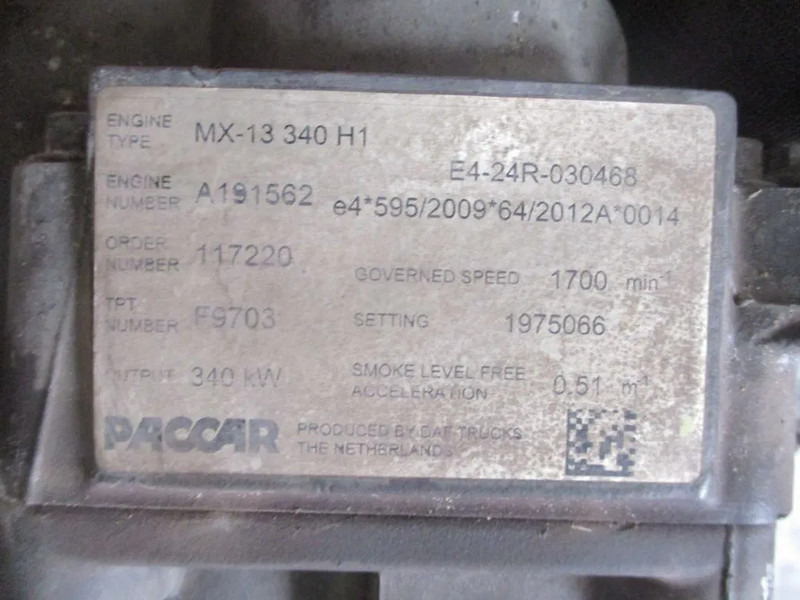 ENGINE TYPE MX-13 340 H1
E4-24R-030468
ENGINE NUMBER A191562
e4*595/2009*64/2012A*0014
ORDER NUMBER 117220
GOVERNED SPEED 1700 min-1
TPT NUMBER F9703
SETTING 1975066
OUTPUT 340 kW
SMOKE LEVEL FREE ACCELERATION 0.51 m-1
PACCAR
PRODUCED BY DAF TRUCKS
THE NETHERLANDS